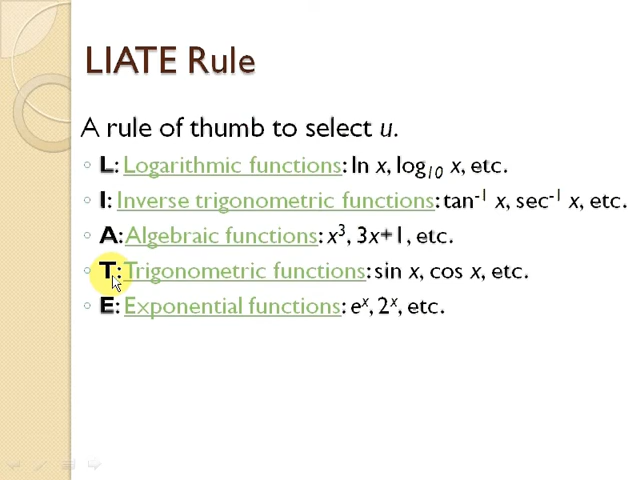 LIATE Rule
A rule of thumb to select u.
L: Logarithmic functions: ln x, log₁₀ x, etc.
I: Inverse trigonometric functions: tan⁻¹ x, sec⁻¹ x, etc.
A: Algebraic functions: x³, 3x+1, etc.
T: Trigonometric functions: sin x, cos x, etc.
E: Exponential functions: eˣ, 2ˣ, etc.